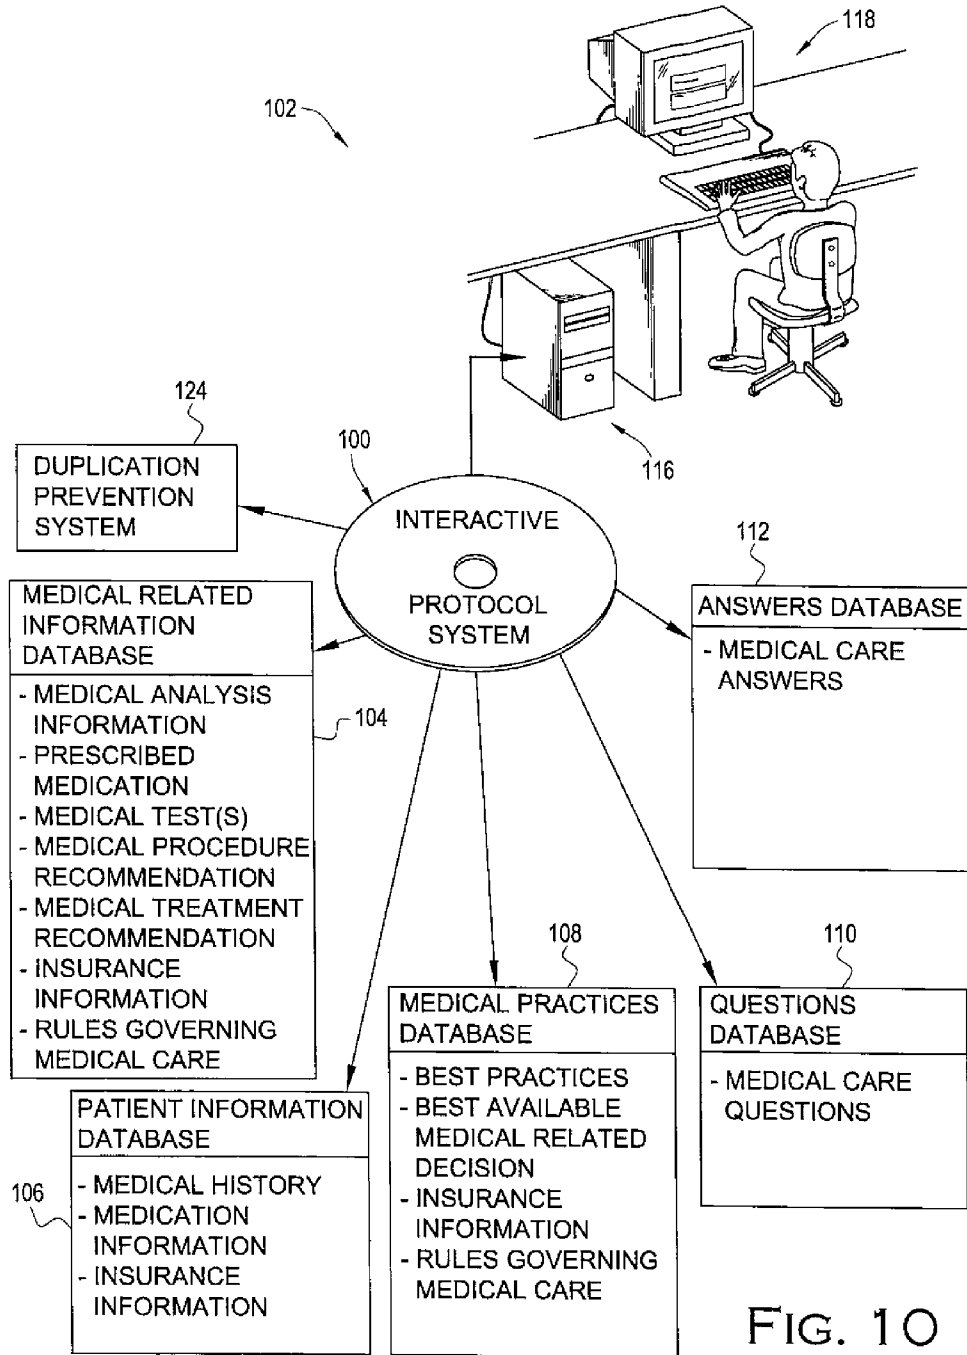 118
102
124
100
116
DUPLICATION
PREVENTION
SYSTEM
INTERACTIVE
PROTOCOL
SYSTEM
112
ANSWERS DATABASE
- MEDICAL CARE
ANSWERS
MEDICAL RELATED
INFORMATION
DATABASE
- MEDICAL ANALYSIS
INFORMATION
- PRESCRIBED
MEDICATION
- MEDICAL TEST(S)
- MEDICAL PROCEDURE
RECOMMENDATION
- MEDICAL TREATMENT
RECOMMENDATION
- INSURANCE
INFORMATION
- RULES GOVERNING
MEDICAL CARE
104
108
MEDICAL PRACTICES
DATABASE
- BEST PRACTICES
- BEST AVAILABLE
MEDICAL RELATED
DECISION
- INSURANCE
INFORMATION
- RULES GOVERNING
MEDICAL CARE
110
QUESTIONS
DATABASE
- MEDICAL CARE
QUESTIONS
PATIENT INFORMATION
DATABASE
106
- MEDICAL HISTORY
- MEDICATION
INFORMATION
- INSURANCE
INFORMATION
FIG. 10